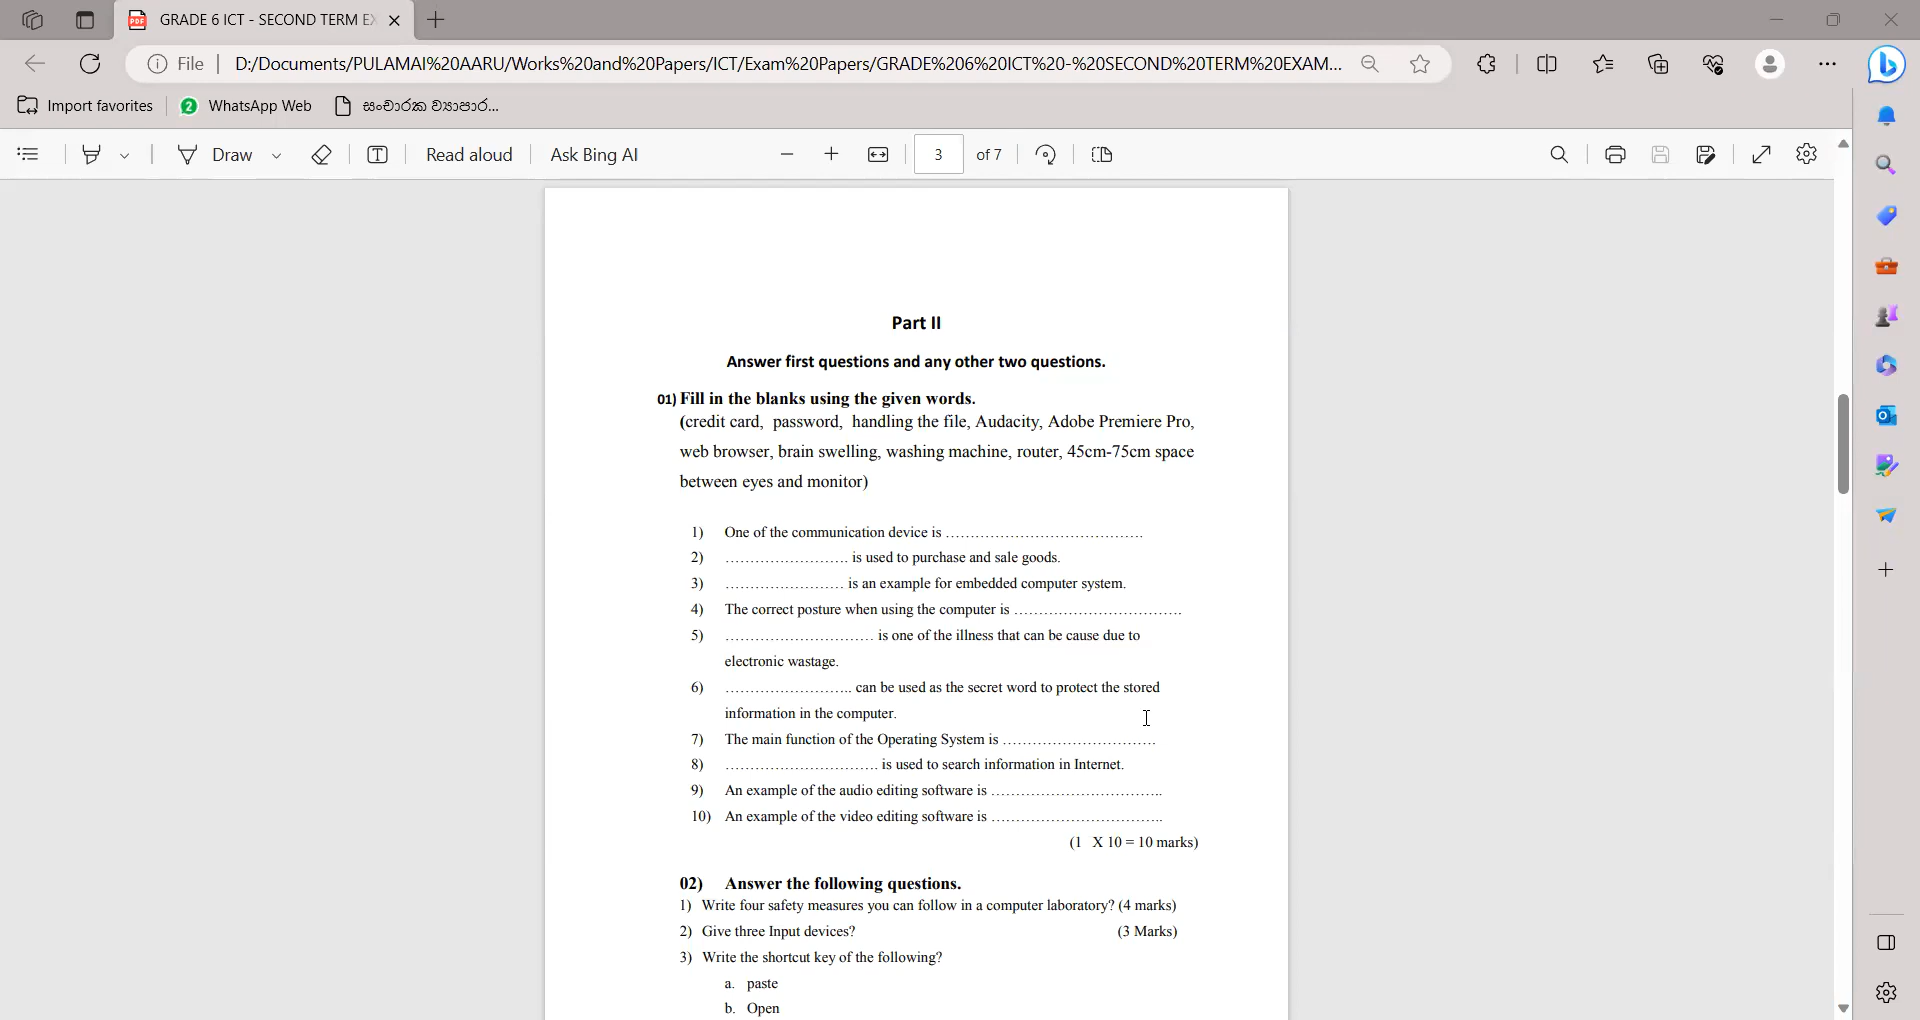 GRADE 6 ICT - SECOND TERM EX
File
D:/Documents/PULAMAI%20AARU/Works%20and%20Papers/ICT/Exam%20Papers/GRADE%206%20ICT%20-%20SECOND%20TERM%20EXAM...
Import favorites
2
WhatsApp Web
සංචාරක ව්‍යාපාර...
Draw
Read aloud
Ask Bing AI
3 of 7
Part II
Answer first questions and any other two questions.
01) Fill in the blanks using the given words.
(credit card, password, handling the file, Audacity, Adobe Premiere Pro,
web browser, brain swelling, washing machine, router, 45cm-75cm space
between eyes and monitor)
1) One of the communication device is ………………………………….
2) ……………………. is used to purchase and sale goods.
3) …………………… is an example for embedded computer system.
4) The correct posture when using the computer is …………………………….
5) ………………………… is one of the illness that can be cause due to
electronic wastage.
6) …………………….. can be used as the secret word to protect the stored
information in the computer.
7) The main function of the Operating System is ………………………….
8) …………………………. is used to search information in Internet.
9) An example of the audio editing software is ……………………………..
10) An example of the video editing software is ……………………………..
(1 X 10 = 10 marks)
02) Answer the following questions.
1) Write four safety measures you can follow in a computer laboratory? (4 marks)
2) Give three Input devices? (3 Marks)
3) Write the shortcut key of the following?
a. paste
b. Open